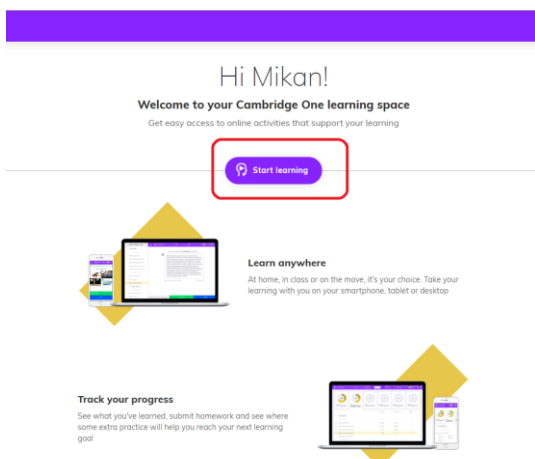 Hi Mikan!
Welcome to your Cambridge One learning space
Get easy access to online activities that support your learning
Start learning
Learn anywhere
At home, in class or on the move, it's your choice. Take your
learning with you on your smartphone, tablet or desktop
Track your progress
See what you've learned, submit homework and see where
some extra practice will help you reach your next learning
goal